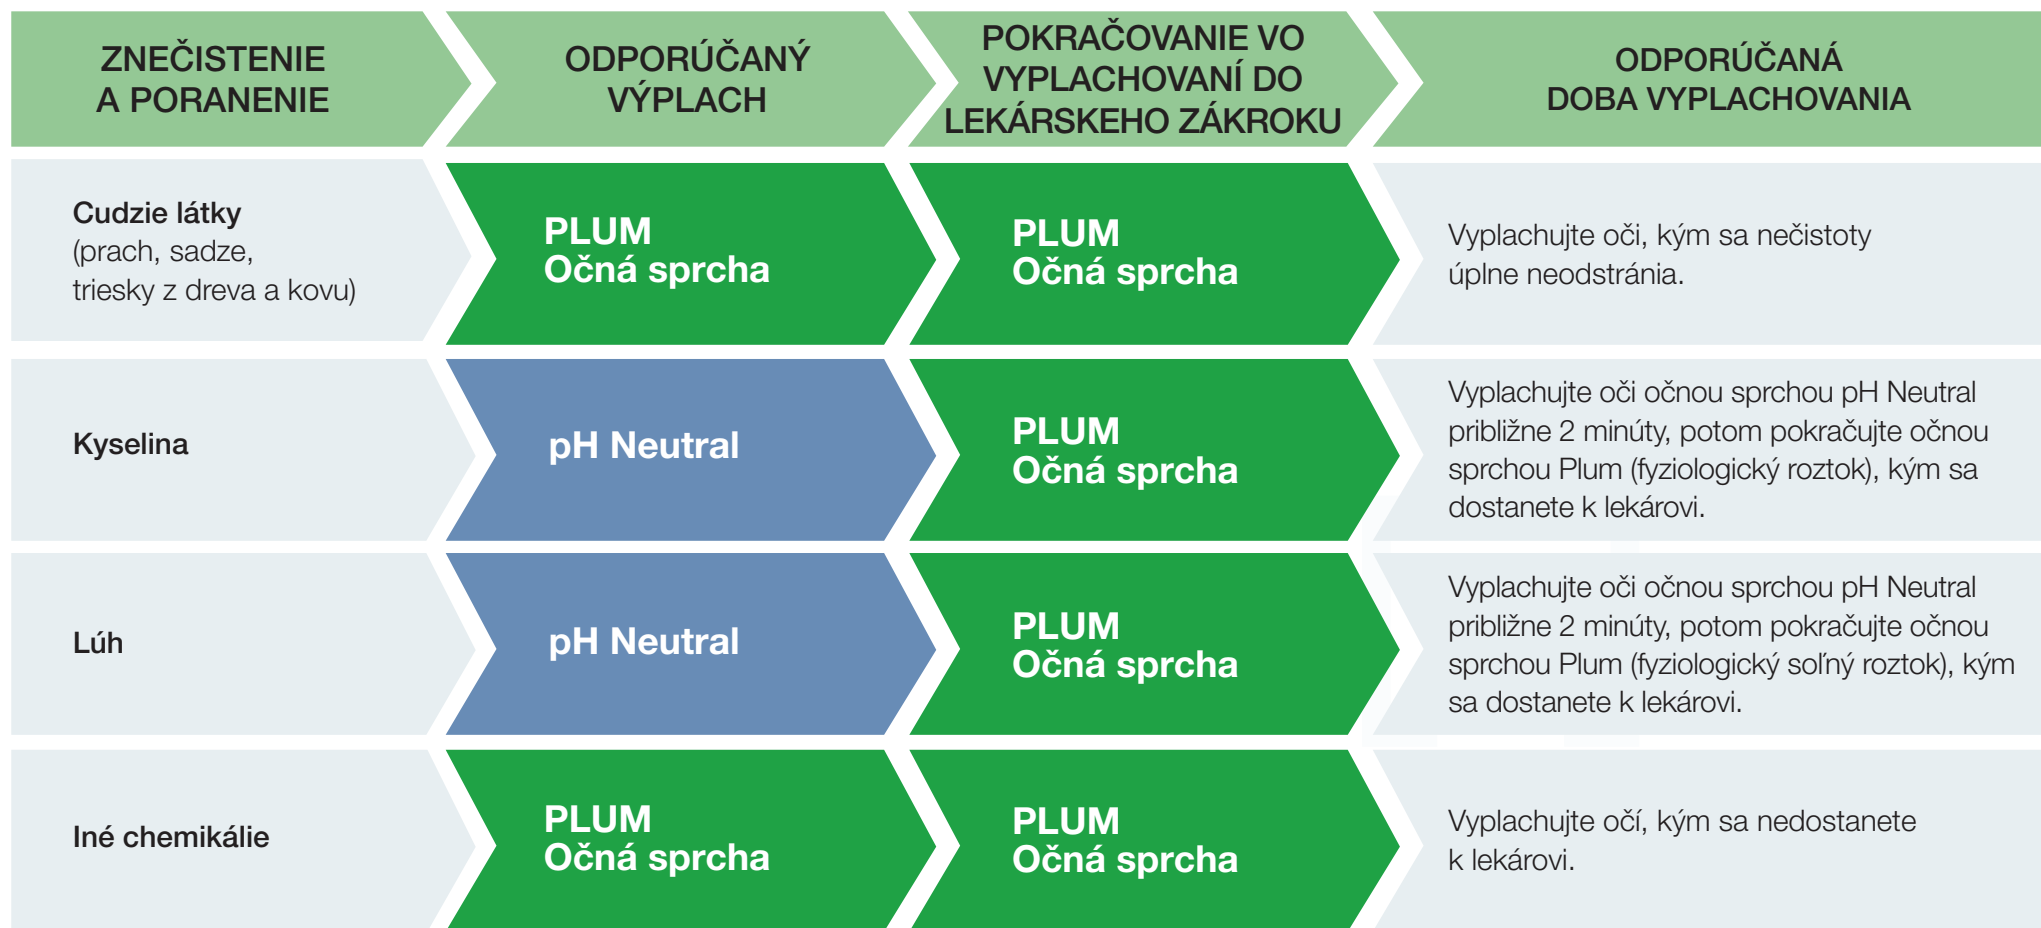 ZNEČISTENIE
A PORANENIE
ODPORÚČANÝ
VÝPLACH
POKRAČOVANIE VO
VYPLACHOVANÍ DO
LEKÁRSKEHO ZÁKROKU
ODPORÚČANÁ
DOBA VYPLACHOVANIA
Cudzie látky
(prach, sadze,
triesky z dreva a kovu)
PLUM
Očná sprcha
PLUM
Očná sprcha
Vyplachujte oči, kým sa nečistoty
úplne neodstránia.
Kyselina
pH Neutral
PLUM
Očná sprcha
Vyplachujte oči očnou sprchou pH Neutral
približne 2 minúty, potom pokračujte očnou
sprchou Plum (fyziologický roztok), kým sa
dostanete k lekárovi.
Lúh
pH Neutral
PLUM
Očná sprcha
Vyplachujte oči očnou sprchou pH Neutral
približne 2 minúty, potom pokračujte očnou
sprchou Plum (fyziologický soľný roztok), kým
sa dostanete k lekárovi.
Iné chemikálie
PLUM
Očná sprcha
PLUM
Očná sprcha
Vyplachujte očí, kým sa nedostanete
k lekárovi.